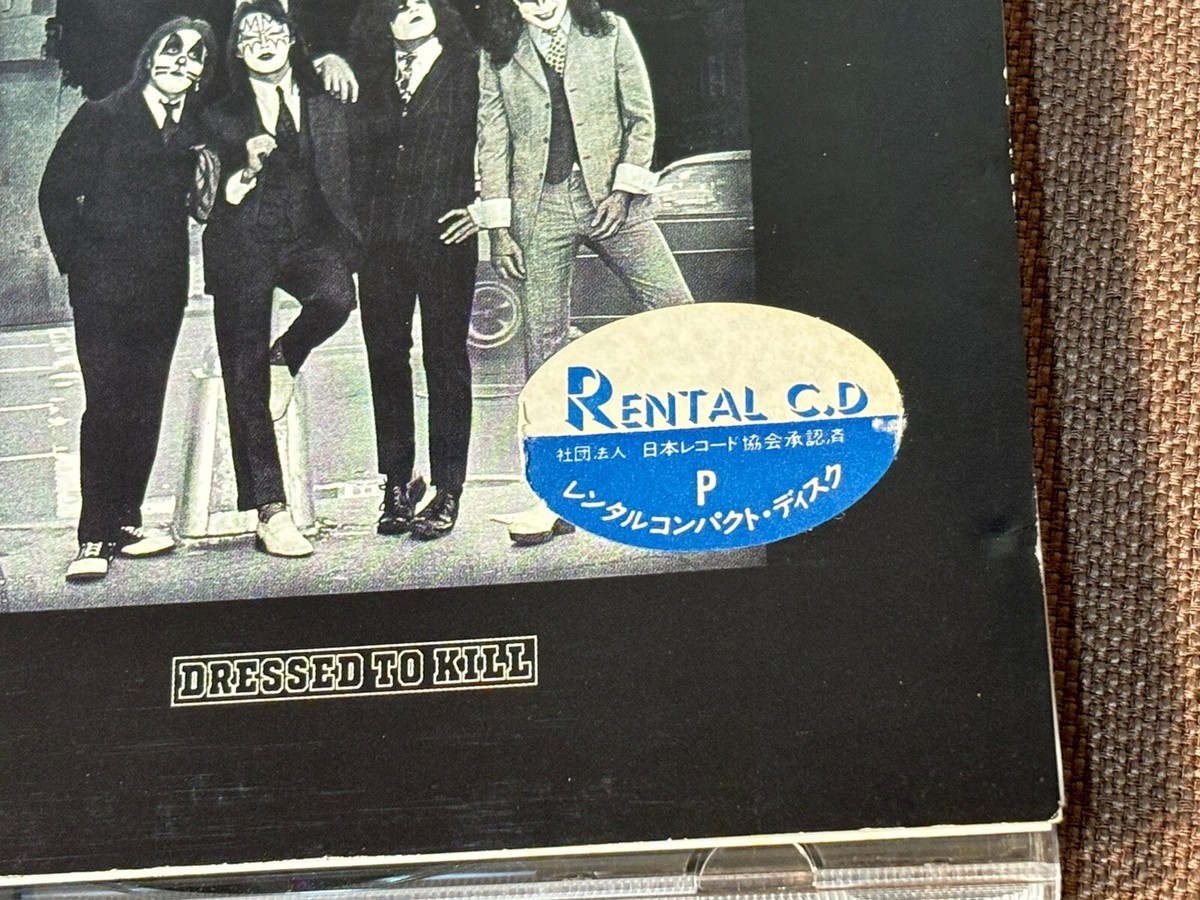 RENTAL C.D
社団法人 日本レコード協会承認済
P
レンタルコンパクト・ディスク
DRESSED TO KILL